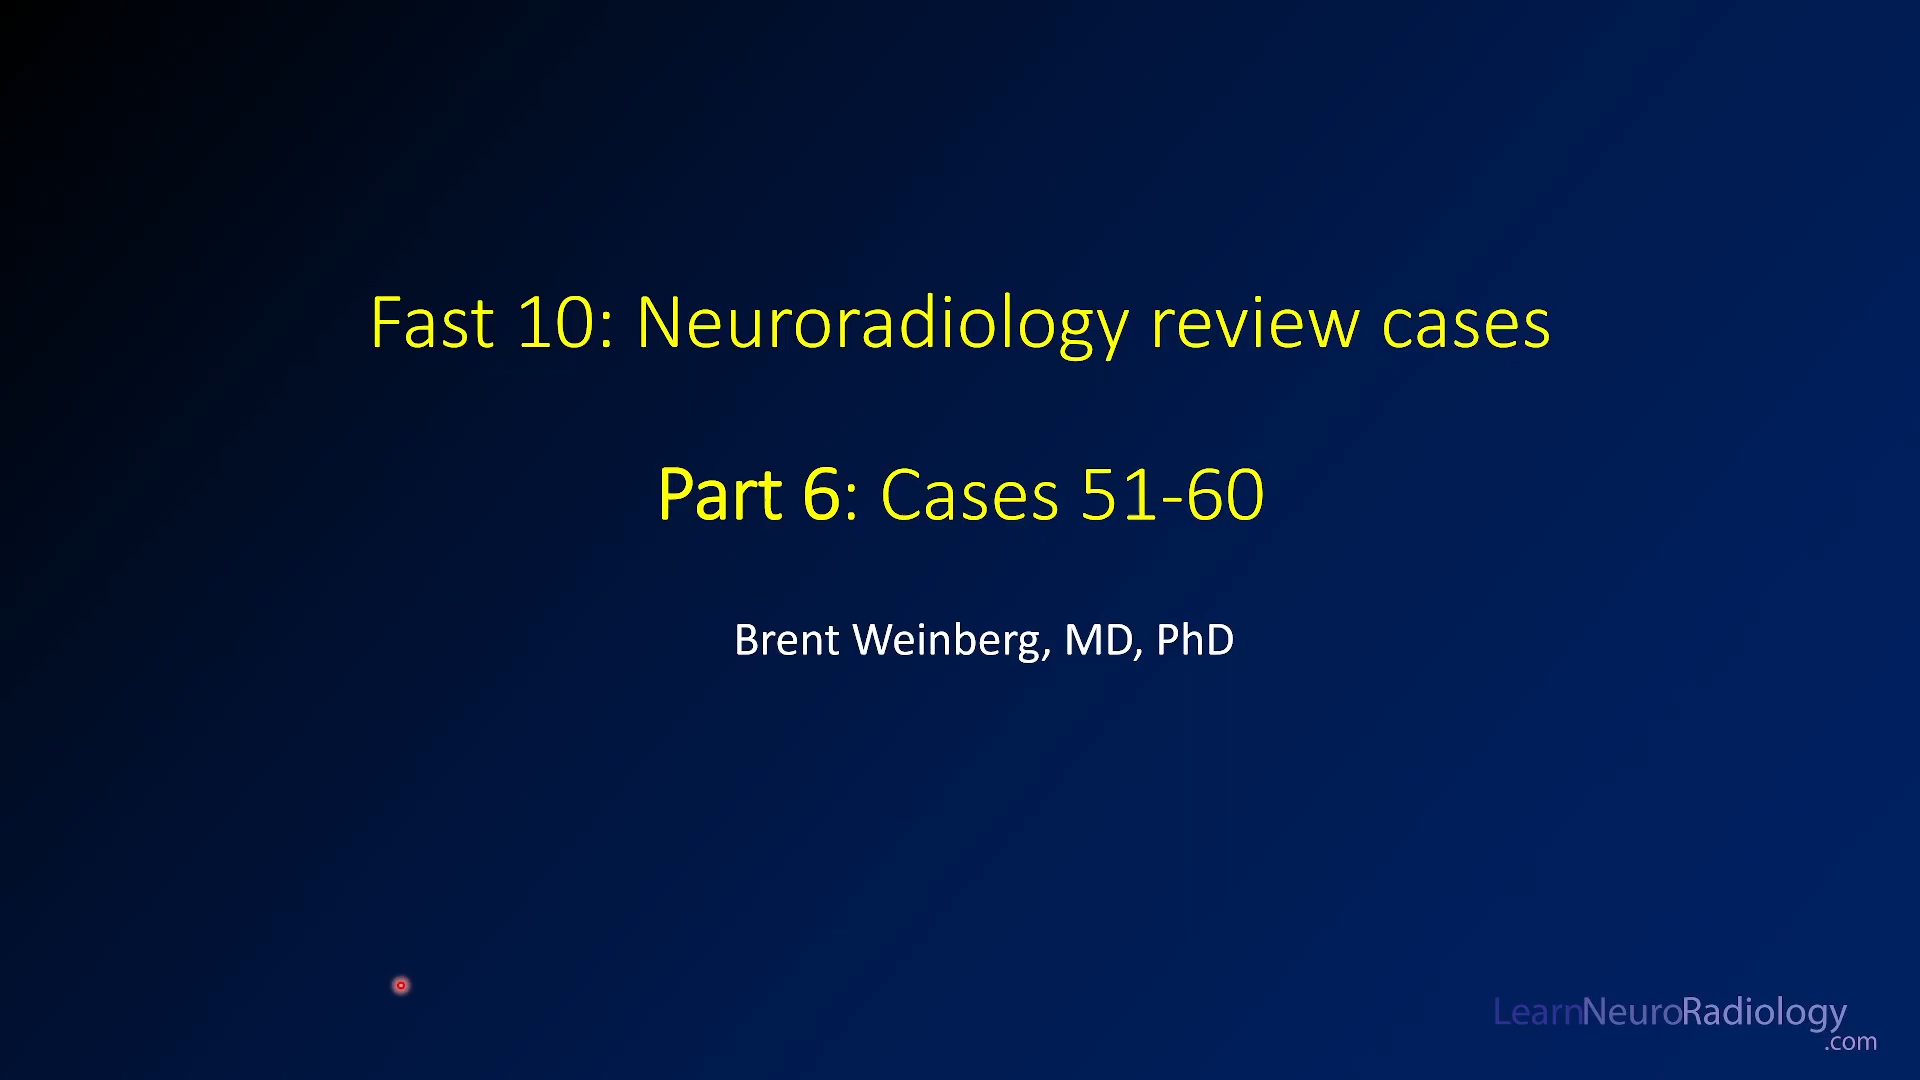 Fast 10: Neuroradiology review cases
Part 6: Cases 51-60
Brent Weinberg, MD, PhD
LearnNeuroRadiology
.com